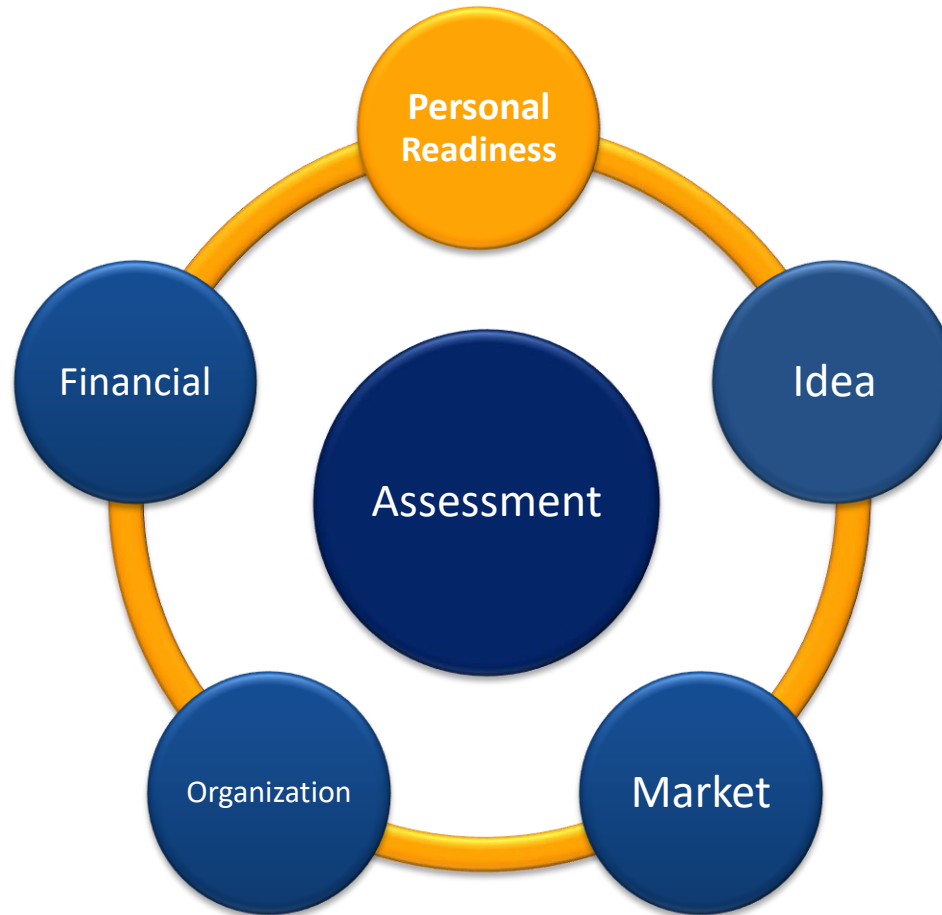 Personal
Readiness
Financial
Idea
Assessment
Organization
Market